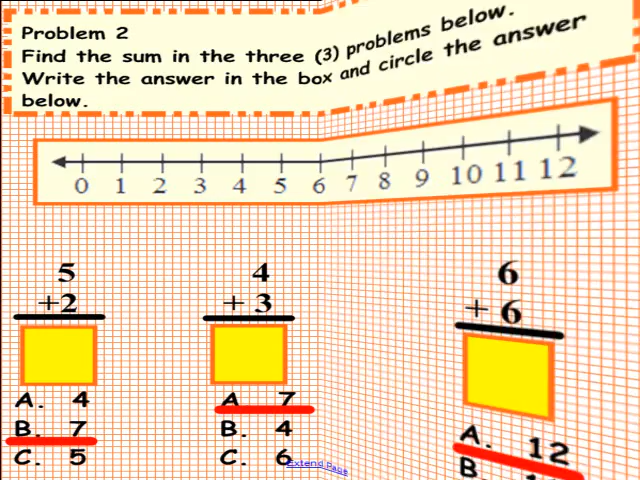 Problem 2
Find the sum in the three (3) problems below.
Write the answer in the box and circle the answer
below.
0 1 2 3 4 5 6 7 8 9 10 11 12
5
+2
A. 4
B. 7
C. 5
4
+ 3
A 7
B. 4
C. 6
6
+ 6
A. 12
B.
Extend Page